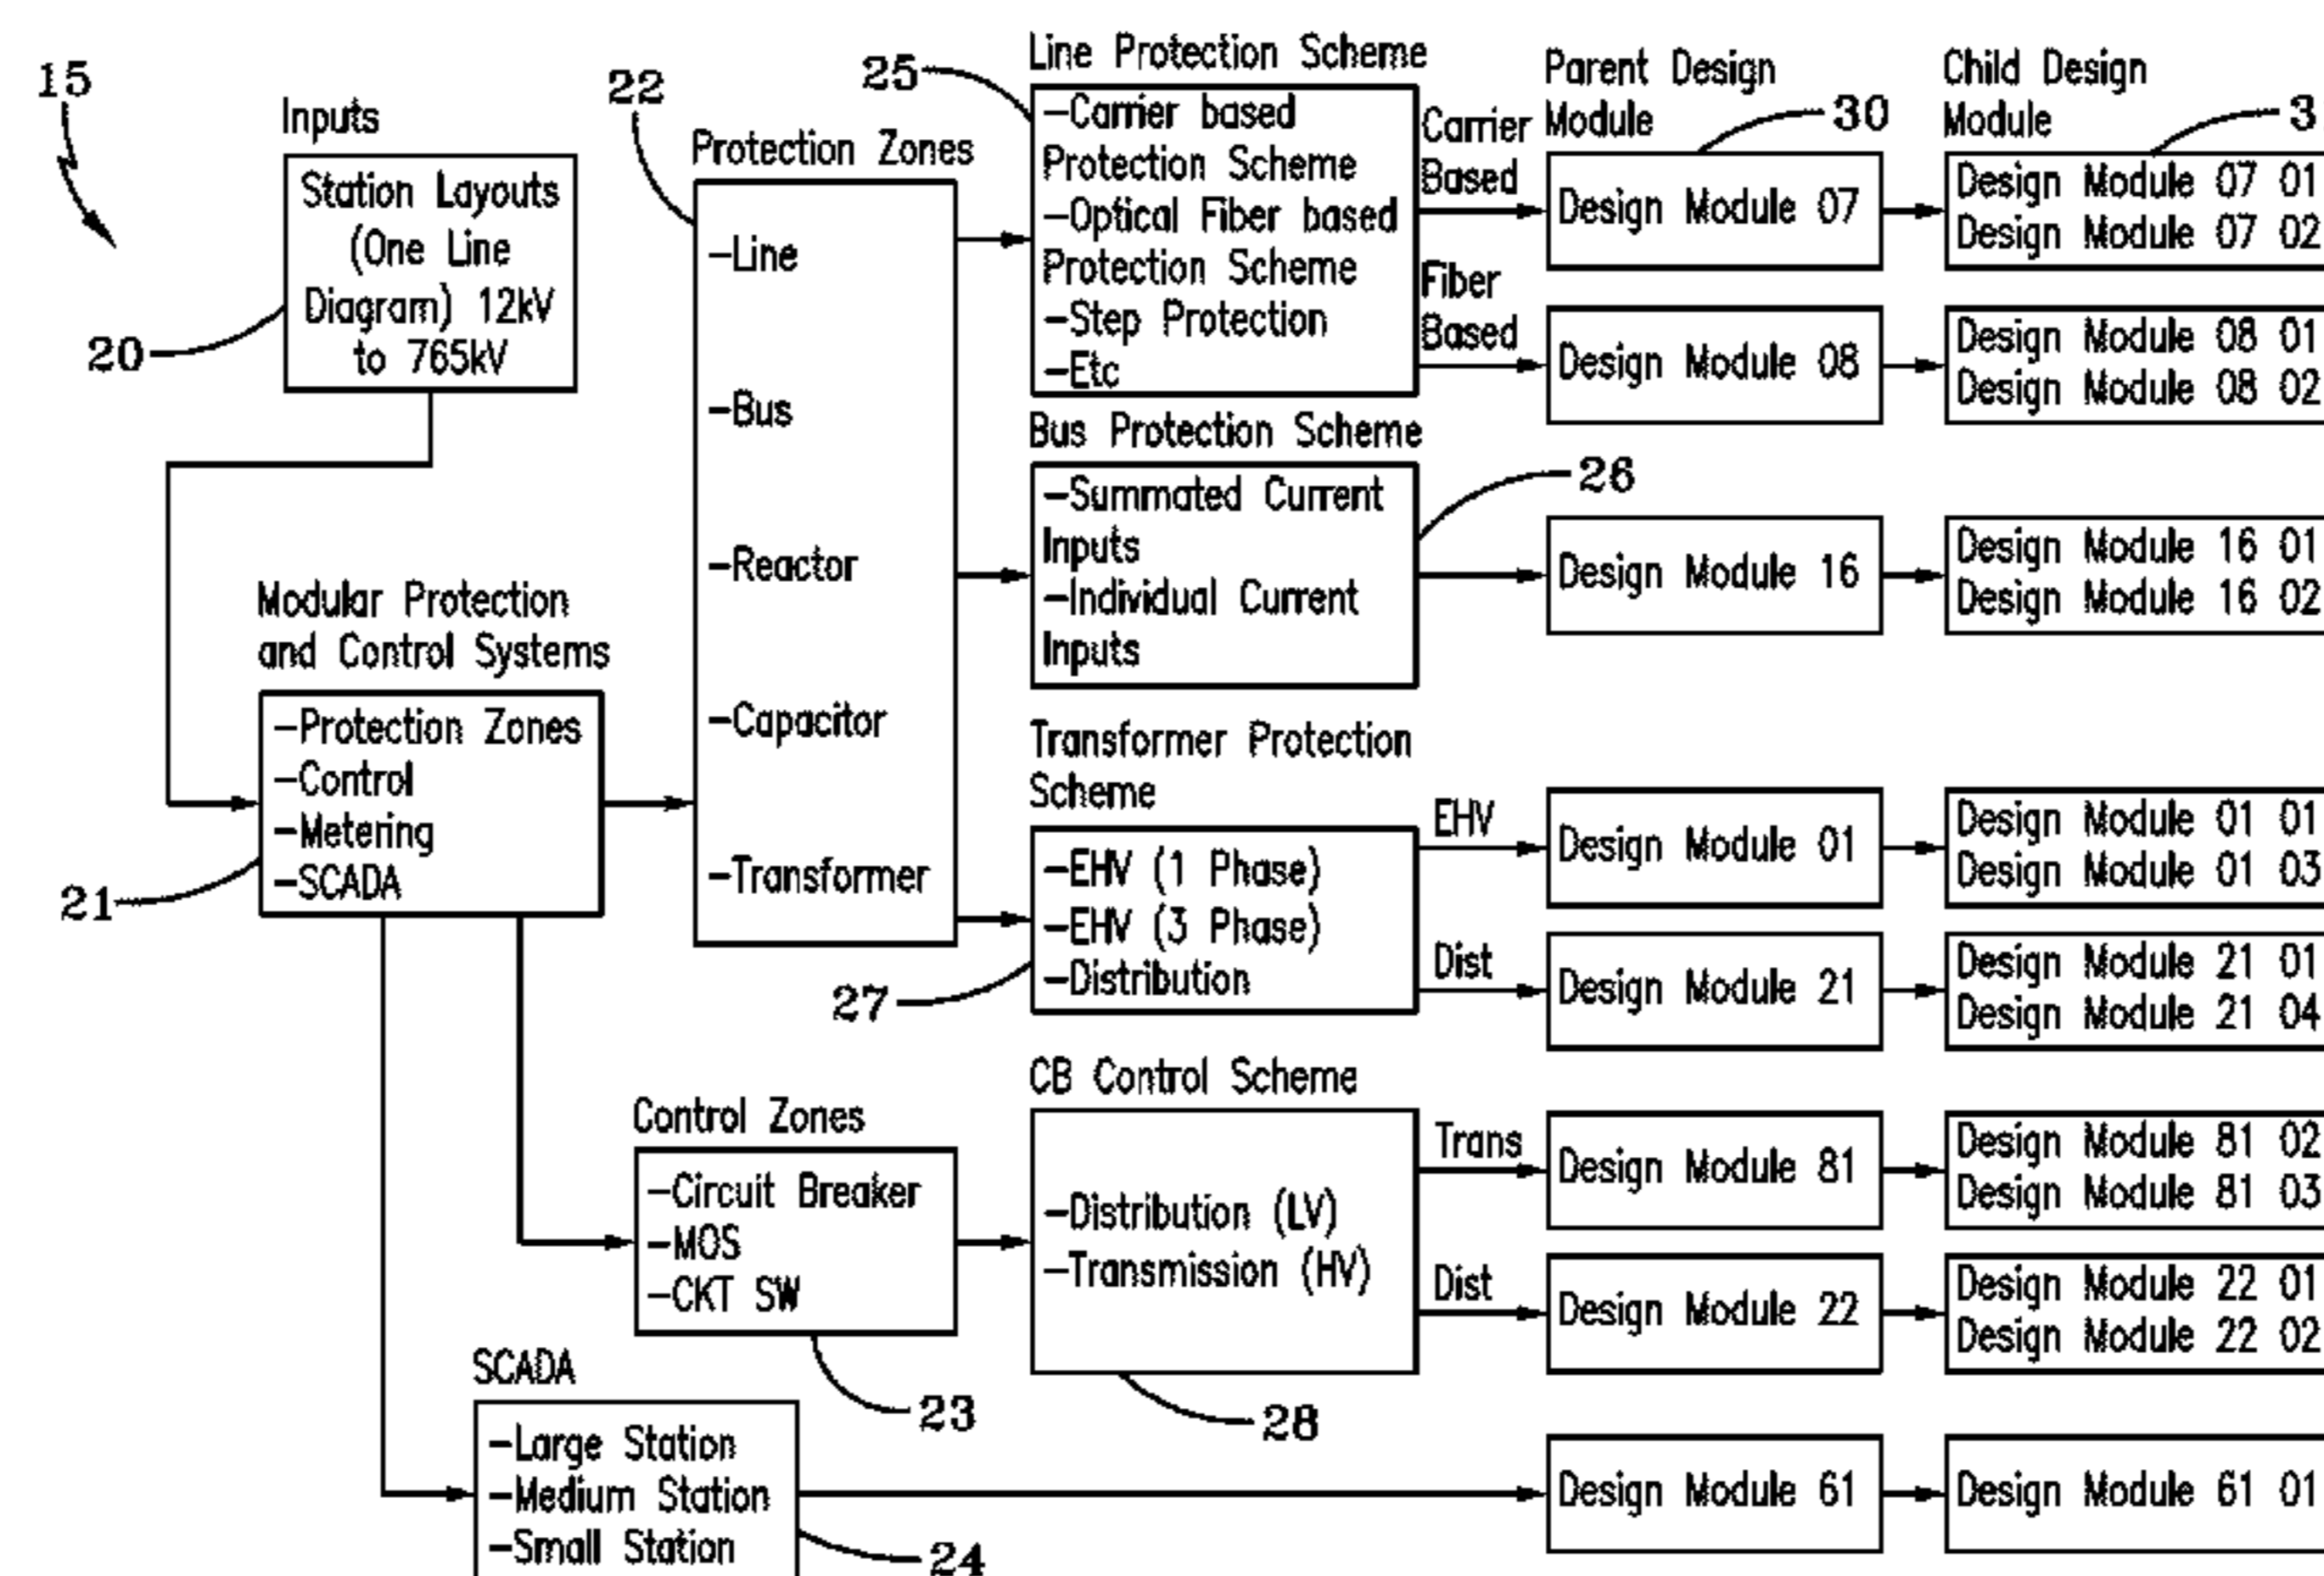 15
Inputs
Station Layouts
(One Line
Diagram) 12kV
to 765kV
20
Modular Protection
and Control Systems
-Protection Zones
-Control
-Metering
-SCADA
21
22
Protection Zones
-Line
-Bus
-Reactor
-Capacitor
-Transformer
Control Zones
-Circuit Breaker
-MOS
-CKT SW
23
SCADA
-Large Station
-Medium Station
-Small Station
24
25
Line Protection Scheme
-Carrier based
Protection Scheme
-Optical Fiber based
Protection Scheme
-Step Protection
-Etc
Carrier
Based
Fiber
Based
Bus Protection Scheme
-Summated Current
Inputs
-Individual Current
Inputs
26
Transformer Protection
Scheme
-EHV (1 Phase)
-EHV (3 Phase)
-Distribution
27
EHV
Dist
CB Control Scheme
-Distribution (LV)
-Transmission (HV)
28
Trans
Dist
Parent Design
Module
30
Design Module 07
Design Module 08
Design Module 16
Design Module 01
Design Module 21
Design Module 81
Design Module 22
Design Module 61
Child Design
Module
3
Design Module 07 01
Design Module 07 02
Design Module 08 01
Design Module 08 02
Design Module 16 01
Design Module 16 02
Design Module 01 01
Design Module 01 03
Design Module 21 01
Design Module 21 04
Design Module 81 02
Design Module 81 03
Design Module 22 01
Design Module 22 02
Design Module 61 01